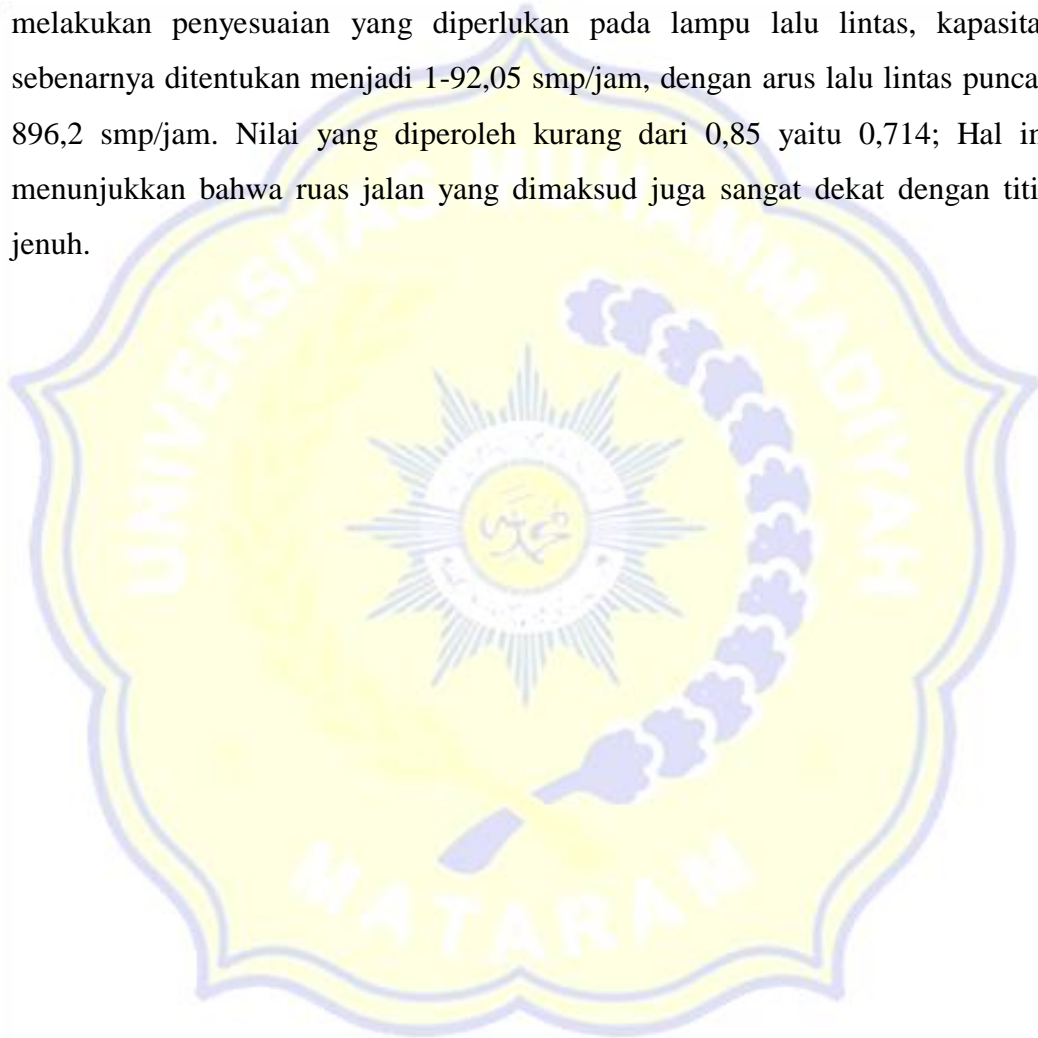 melakukan penyesuaian yang diperlukan pada lampu lalu lintas, kapasita
sebenarnya ditentukan menjadi 1-92,05 smp/jam, dengan arus lalu lintas punca
896,2 smp/jam. Nilai yang diperoleh kurang dari 0,85 yaitu 0,714; Hal in
menunjukkan bahwa ruas jalan yang dimaksud juga sangat dekat dengan titi
jenuh.
UNIVERSITAS MUHAMMADIYAH
MATARAM